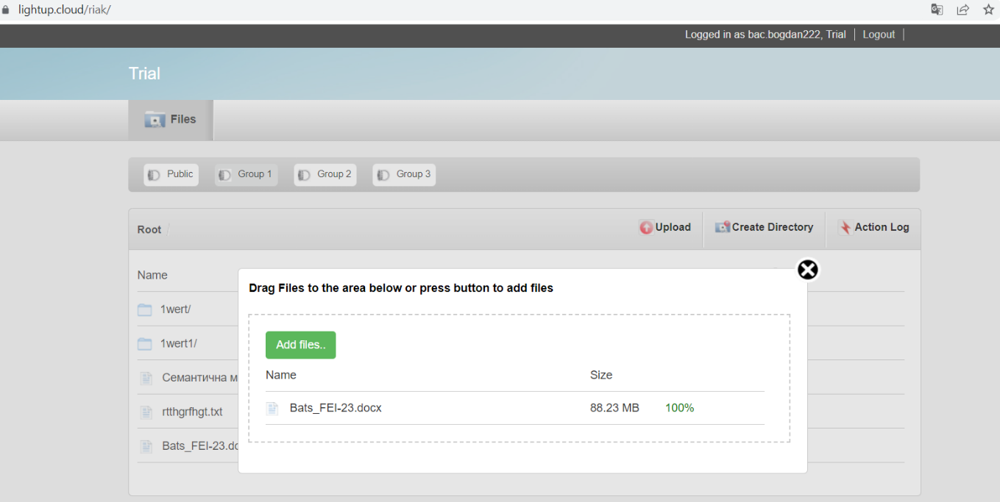 lightup.cloud/riak/
Logged in as bac.bogdan222, Trial | Logout |
Trial
Files
Public Group 1 Group 2 Group 3
Root / Upload Create Directory Action Log
Name
Drag Files to the area below or press button to add files
1wert/
Add files..
1wert1/
Name Size
Семантична
rtthgrfhgt.txt
Bats_FEI-23.docx 88.23 MB 100%
Bats_FEI-23.do